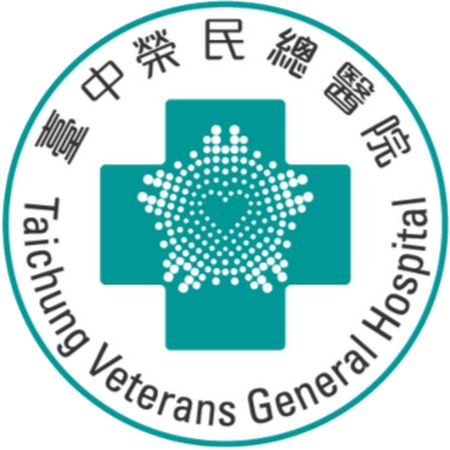 臺中榮民總醫院
Taichung Veterans General Hospital